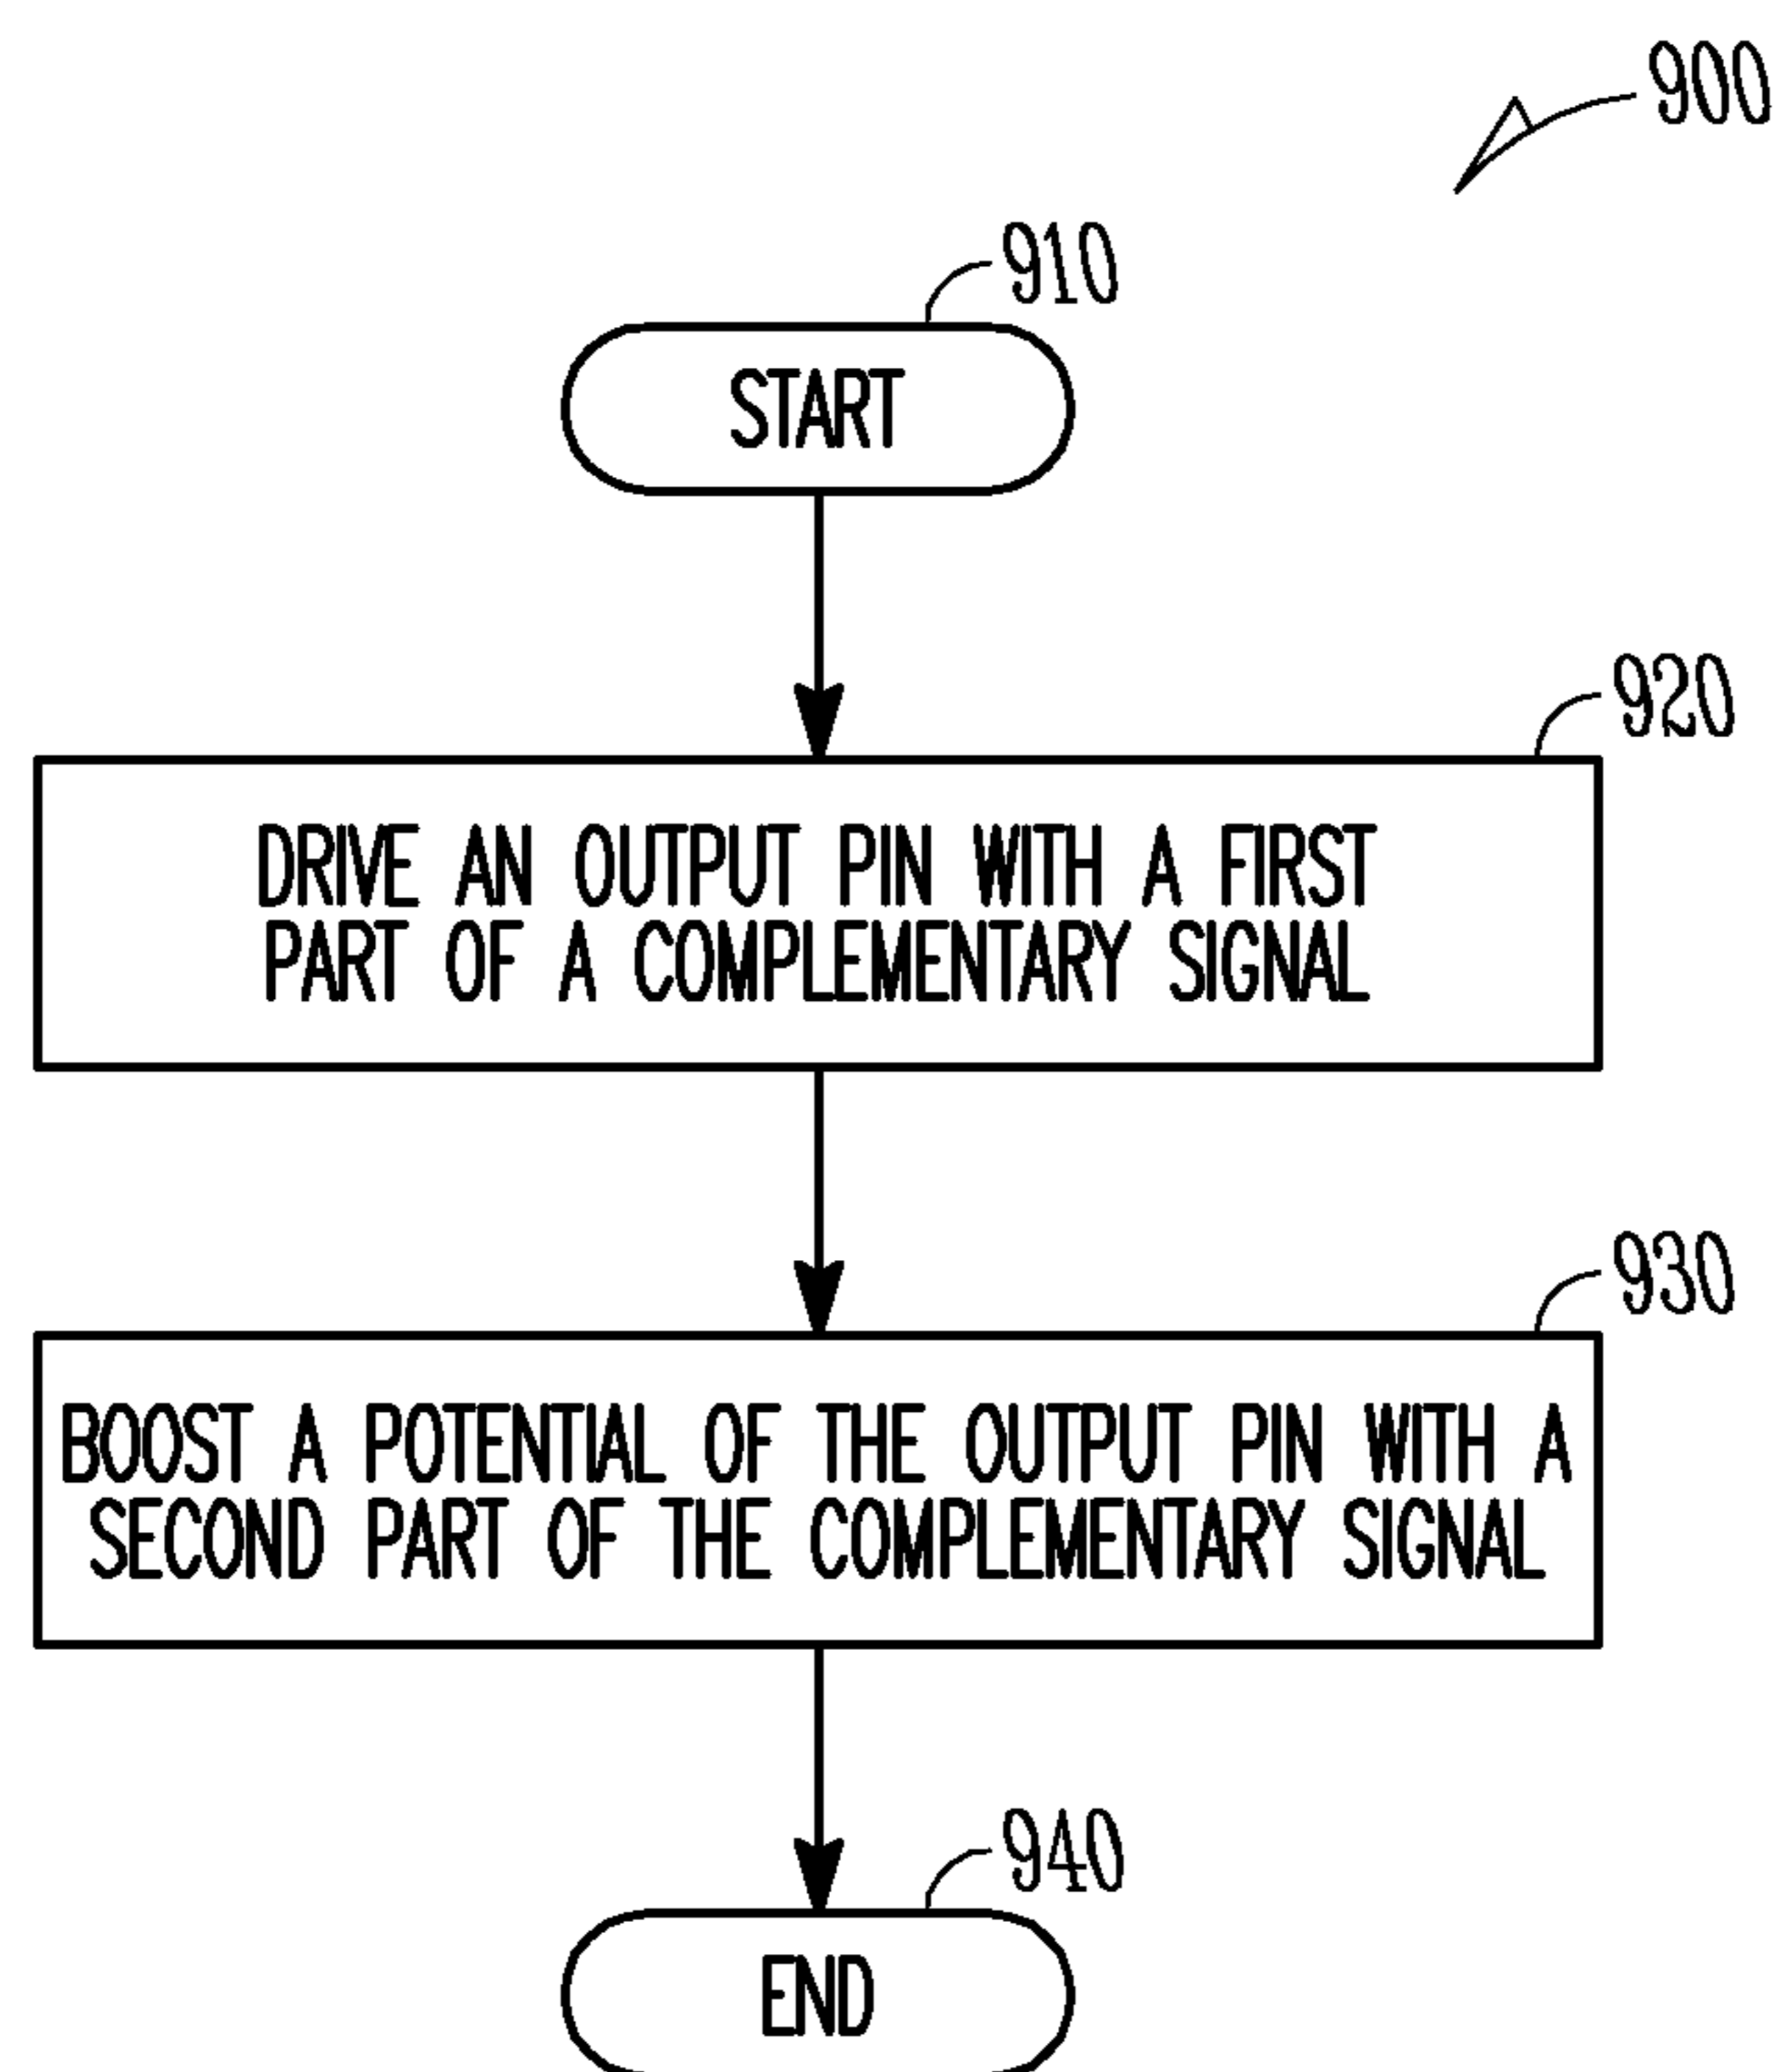 900
910
START
920
DRIVE AN OUTPUT PIN WITH A FIRST
PART OF A COMPLEMENTARY SIGNAL
930
BOOST A POTENTIAL OF THE OUTPUT PIN WITH A
SECOND PART OF THE COMPLEMENTARY SIGNAL
940
END